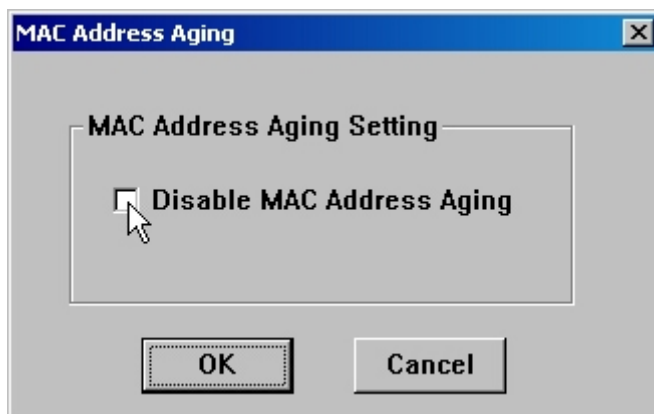 MAC Address Aging
MAC Address Aging Setting
Disable MAC Address Aging
OK
Cancel